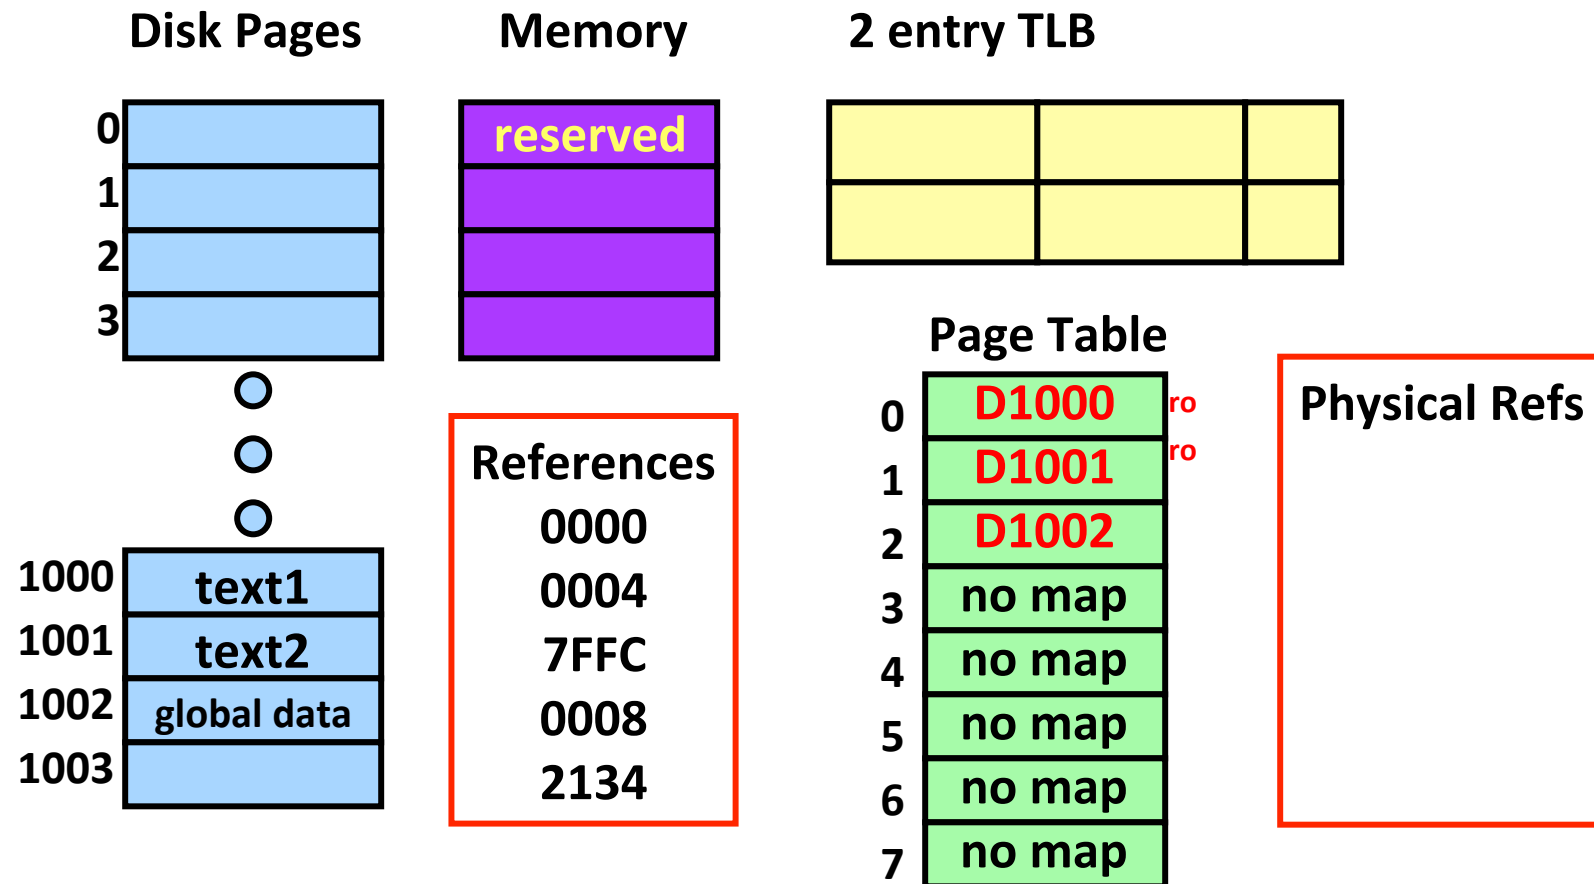 Disk Pages
Memory
2 entry TLB
0
1
2
3
reserved
1000 text1
1001 text2
1002 global data
1003
References
0000
0004
7FFC
0008
2134
Page Table
0 D1000 ro
1 D1001 ro
2 D1002
3 no map
4 no map
5 no map
6 no map
7 no map
Physical Refs